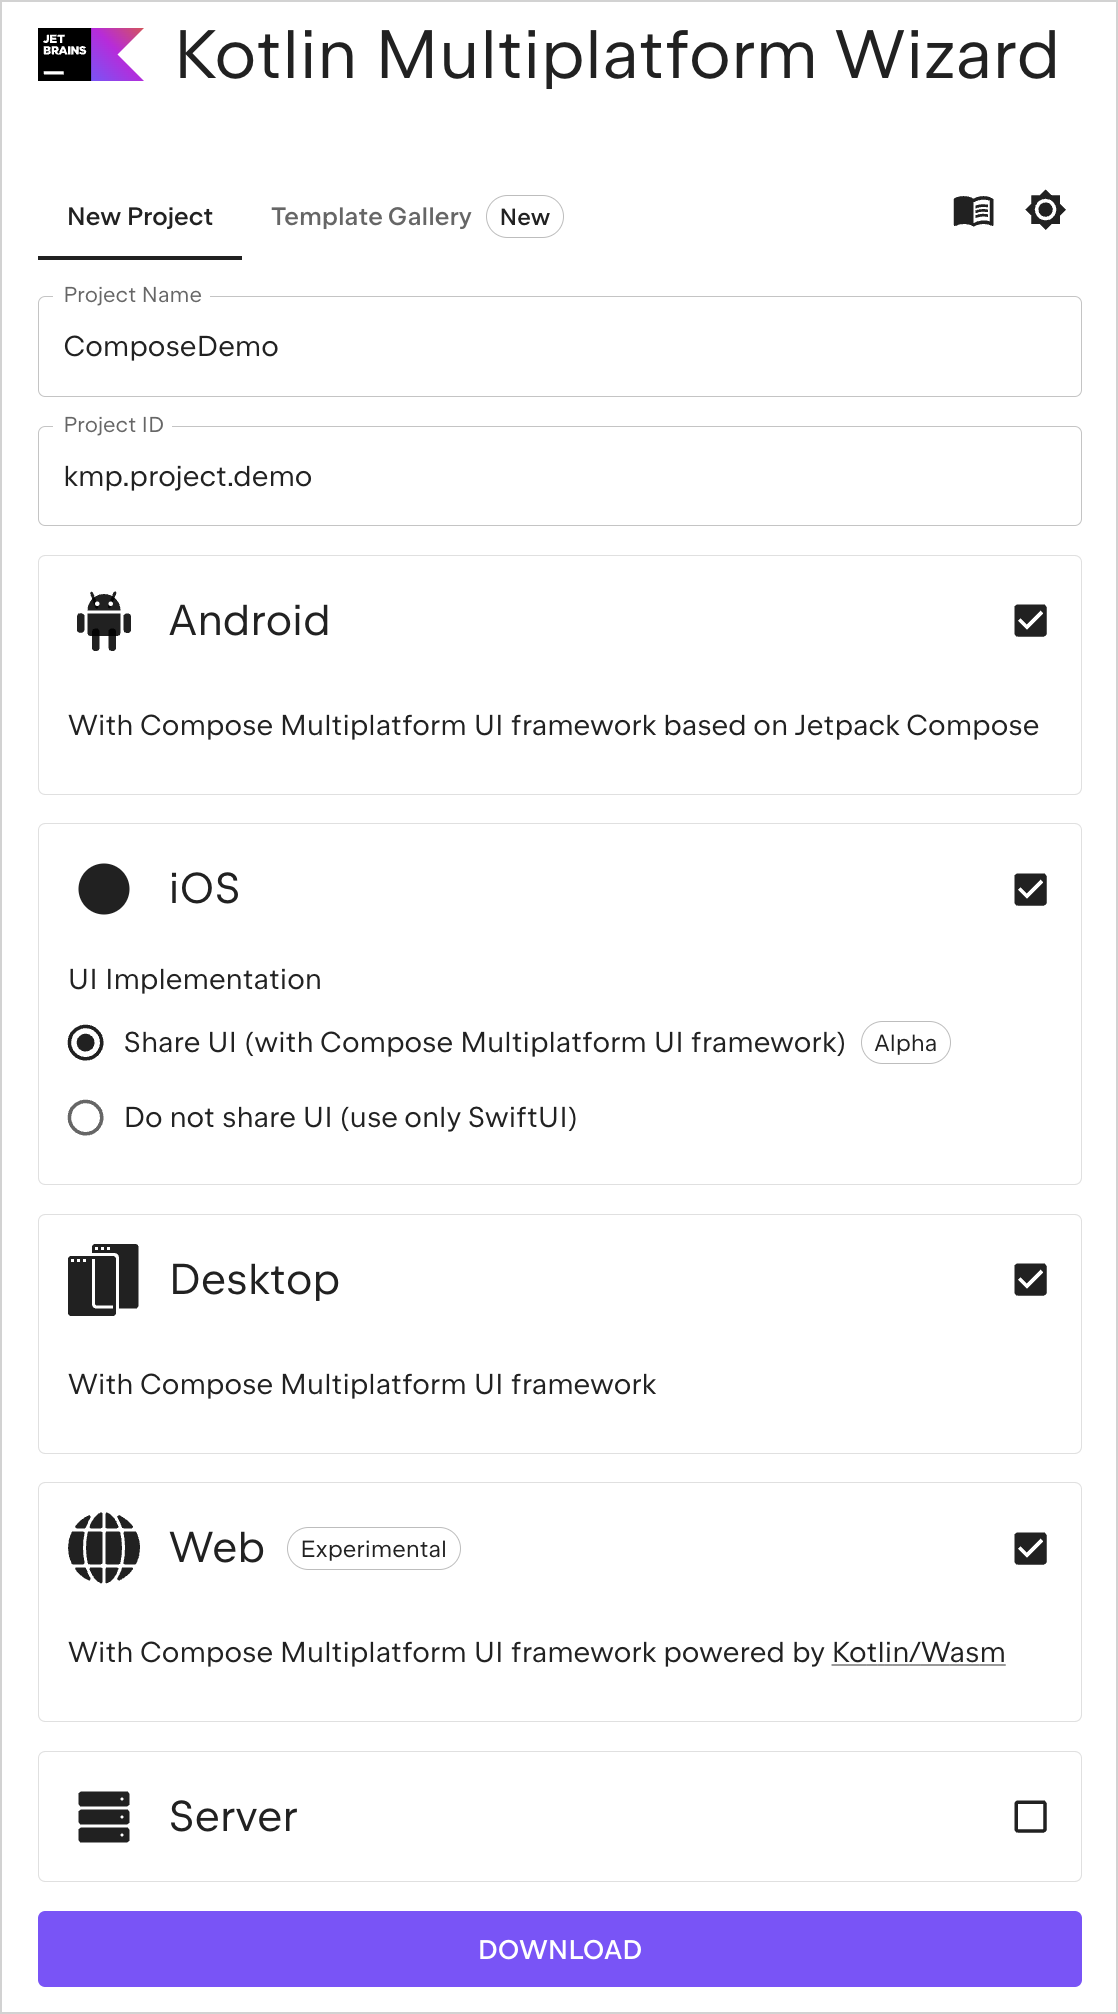 JET
BRAINS
Kotlin Multiplatform Wizard
New Project Template Gallery New
Project Name
ComposeDemo
Project ID
kmp.project.demo
Android
With Compose Multiplatform UI framework based on Jetpack Compose
iOS
UI Implementation
Share UI (with Compose Multiplatform UI framework) Alpha
Do not share UI (use only SwiftUI)
Desktop
With Compose Multiplatform UI framework
Web Experimental
With Compose Multiplatform UI framework powered by Kotlin/Wasm
Server
DOWNLOAD